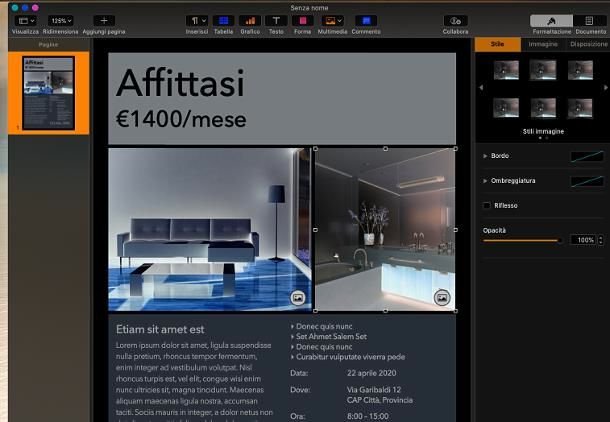 Senza nome
125%
Visualizza Ridimensiona Aggiungi pagina Inserisci Tabella Grafico Testo Forma Multimedia Commento Collabora Formattazione Documento
Pagine
Stile Immagine Disposizione
1
Affittasi
€1400/mese
Stili immagine
Bordo
Ombreggiatura
Riflesso
Opacità
100%
Etiam sit amet est
Lorem ipsum dolor sit amet, ligula suspendisse
nulla pretium, rhoncus tempor fermentum,
enim integer ad vestibulum volutpat. Nisl
rhoncus turpis est, vel elit, congue wisi enim
nunc ultricies sit, magna tincidunt. Maecenas
aliquam maecenas ligula nostra, accumsan
taciti. Sociis mauris in integer, a dolor netus non
Donec quis nunc
Set Ahmet Salem Set
Donec quis nunc
Curabitur vulputate viverra pede
Data: 22 aprile 2020
Dove: Via Garibaldi 12
CAP Città, Provincia
Ora: 8:00 – 15:00